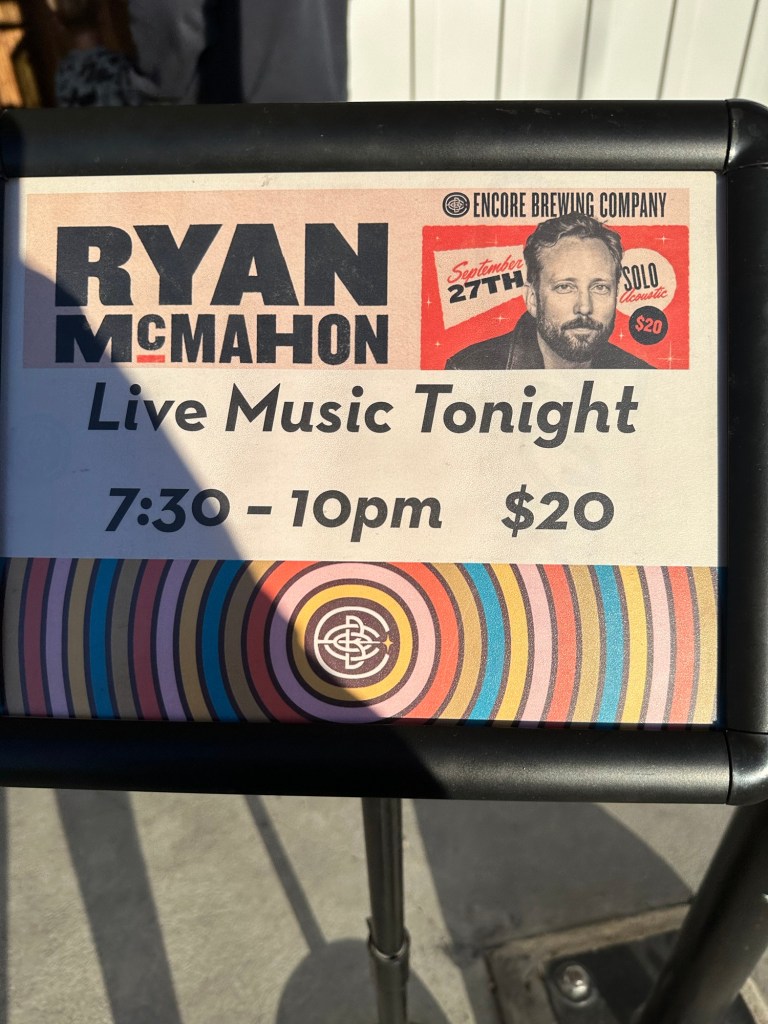 RYAN
McMAHON
ENCORE BREWING COMPANY
September
27TH
SOLO
Acoustic
$20
Live Music Tonight
7:30 - 10pm $20